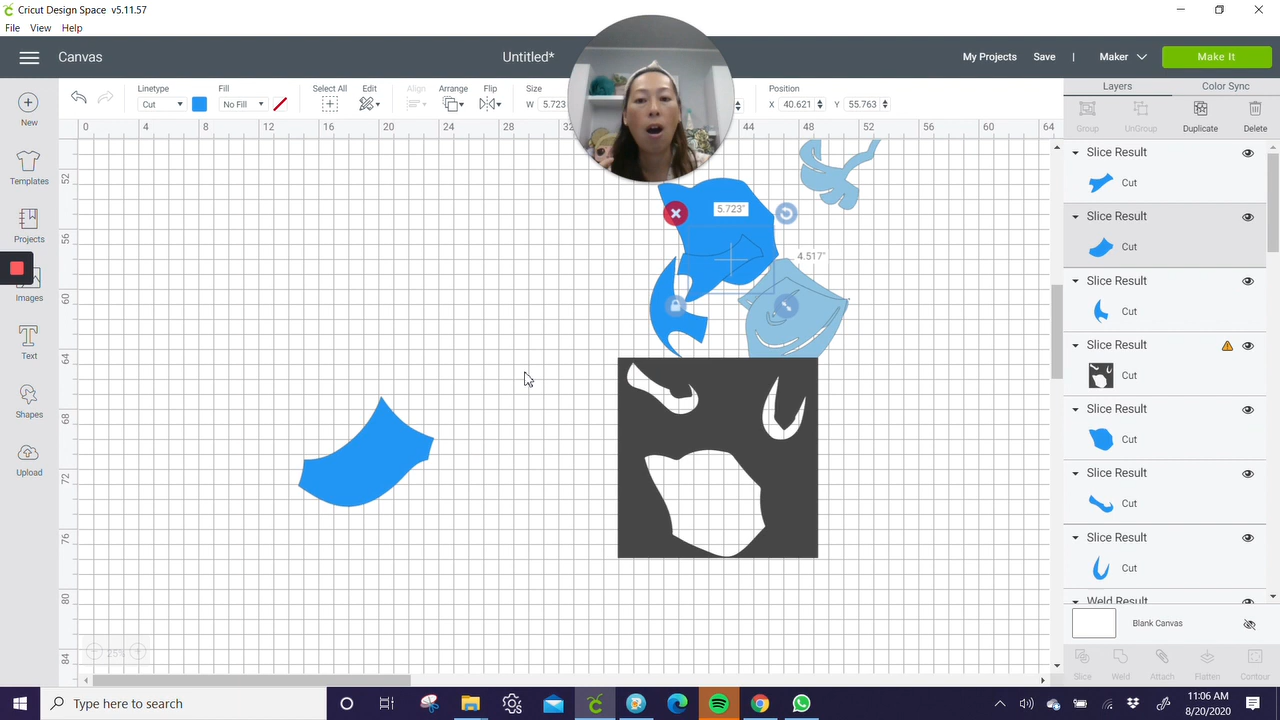 Cricut Design Space v5.11.57
File View Help
Canvas
Untitled*
My Projects Save | Maker Make It
Linetype Fill Select All Edit Align Arrange Flip Size Position
Cut No Fill W 5.723 X 40.621 Y 55.763
Layers Color Sync
Group UnGroup Duplicate Delete
New
Templates
Projects
Images
Text
Shapes
Upload
0 4 8 12 16 20 24 28 32 44 48 52 56 60 64
52
56
60
64
68
72
76
80
84
5.723"
4.517"
25%
Slice Result
Cut
Slice Result
Cut
Slice Result
Cut
Slice Result
Cut
Slice Result
Cut
Slice Result
Cut
Slice Result
Cut
Weld Result
Blank Canvas
Slice Weld Attach Flatten Contour
Type here to search
11:06 AM
8/20/2020